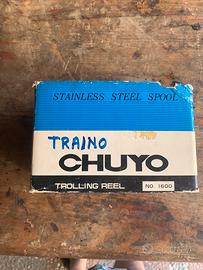 STAINLESS STEEL SPOOL
TRAINO
CHUYO
TROLLING REEL
NO. 1600